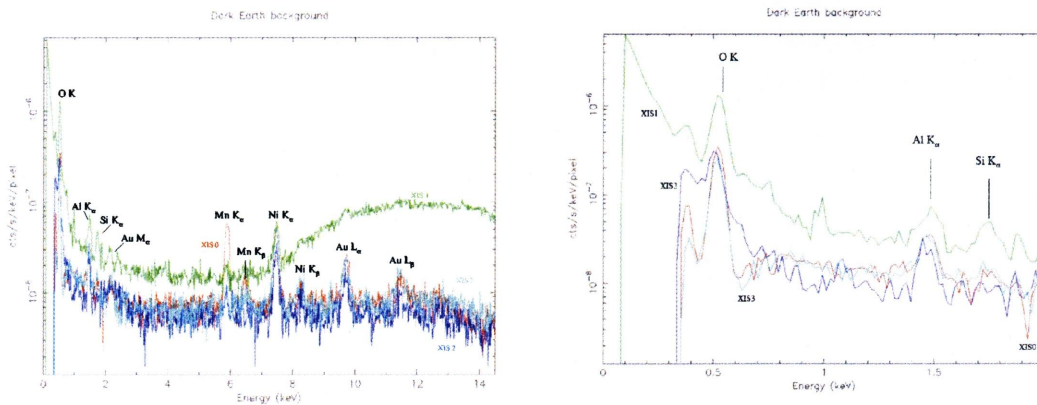 Dark Earth background
cts/s/keV/pixel
10⁻⁶
10⁻⁷
10⁻⁸
O K
Al Kα
Si Kα
Au Mα
XIS0
Mn Kα
Mn Kβ
Ni Kα
Ni Kβ
Au Lα
Au Lβ
XIS1
XIS2
0 2 4 6 8 10 12 14
Energy (keV)
Dark Earth background
cts/s/keV/pixel
10⁻⁶
10⁻⁷
10⁻⁸
O K
XIS1
Al Kα
Si Kα
XIS3
XIS0
0 0.5 1 1.5
Energy (keV)